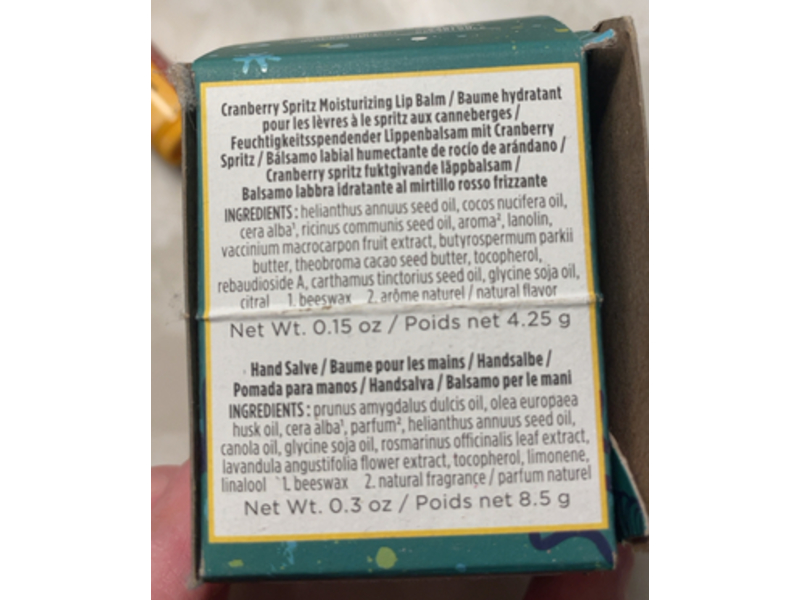 Cranberry Spritz Moisturizing Lip Balm / Baume hydratant
pour les lèvres à le spritz aux canneberges /
Feuchtigkeitsspendender Lippenbalsam mit Cranberry
Spritz / Bálsamo labial humectante de rocío de arándano /
Cranberry spritz fuktgivande läppbalsam /
Balsamo labbra idratante al mirtillo rosso frizzante
INGREDIENTS : helianthus annuus seed oil, cocos nucifera oil,
cera alba¹, ricinus communis seed oil, aroma², lanolin,
vaccinium macrocarpon fruit extract, butyrospermum parkii
butter, theobroma cacao seed butter, tocopherol,
rebaudioside A, carthamus tinctorius seed oil, glycine soja oil,
citral 1. beeswax 2. arôme naturel / natural flavor
Net Wt. 0.15 oz / Poids net 4.25 g
Hand Salve / Baume pour les mains / Handsalbe /
Pomada para manos / Handsalva / Balsamo per le mani
INGREDIENTS : prunus amygdalus dulcis oil, olea europaea
husk oil, cera alba¹, parfum², helianthus annuus seed oil,
canola oil, glycine soja oil, rosmarinus officinalis leaf extract,
lavandula angustifolia flower extract, tocopherol, limonene,
linalool 1. beeswax 2. natural fragrance / parfum naturel
Net Wt. 0.3 oz / Poids net 8.5 g